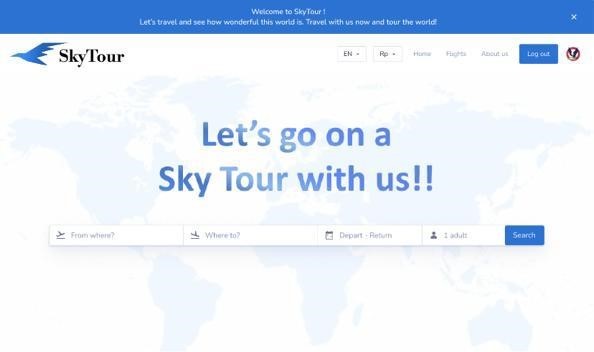 Welcome to SkyTour !
Let's travel and see how wonderful this world is. Travel with us now and tour the world!
SkyTour
EN
Rp
Home
Flights
About us
Log out
Let's go on a
Sky Tour with us!!
From where?
Where to?
Depart - Return
1 adult
Search